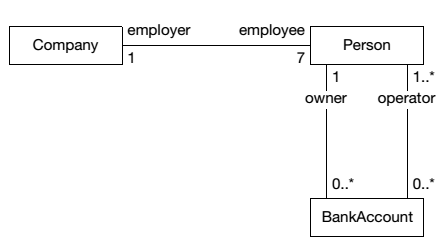 employer employee
Company Person
1 7
1 1..*
owner operator
0..* 0..*
BankAccount